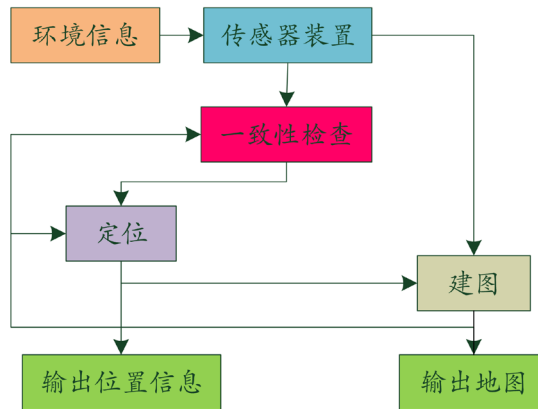 环境信息
传感器装置
一致性检查
定位
建图
输出位置信息
输出地图